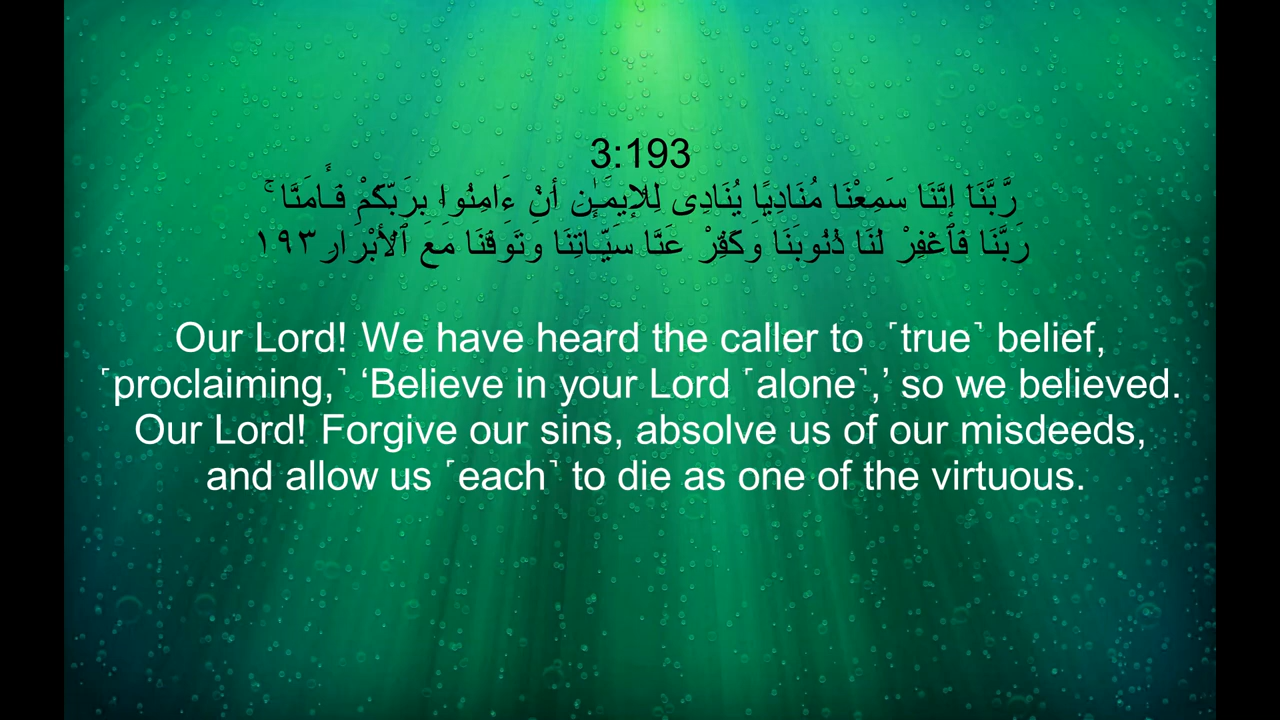 3:193
رَّبَّنَآ إِنَّنَا سَمِعْنَا مُنَادِيًا يُنَادِى لِلْإِيمَـٰنِ أَنْ ءَامِنُوا۟ بِرَبِّكُمْ فَـَٔامَنَّا ۚ
رَبَّنَا فَٱغْفِرْ لَنَا ذُنُوبَنَا وَكَفِّرْ عَنَّا سَيِّـَٔاتِنَا وَتَوَفَّنَا مَعَ ٱلْأَبْرَارِ ١٩٣
Our Lord! We have heard the caller to ˹true˺ belief,
˹proclaiming,˺ ‘Believe in your Lord ˹alone˺,’ so we believed.
Our Lord! Forgive our sins, absolve us of our misdeeds,
and allow us ˹each˺ to die as one of the virtuous.